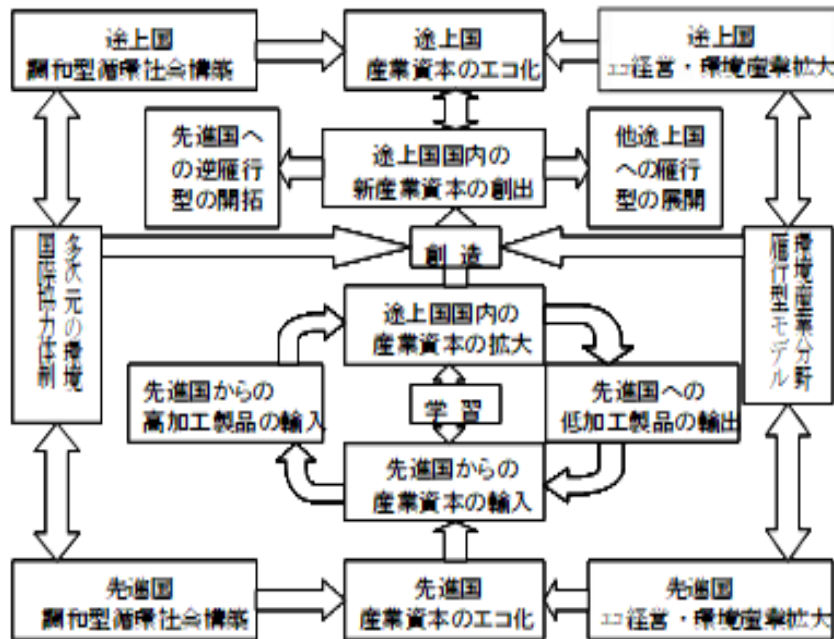 途上国
調和型循環社会構築
途上国
産業資本のエコ化
途上国
エコ経営・環境産業拡大
先進国へ
の逆雁行
型の開拓
途上国国内の
新産業資本の創出
他途上国
への雁行
型の展開
多次元の環境
国際協力体制
創造
環境産業分野
雁行型モデル
途上国国内の
産業資本の拡大
先進国からの
高加工製品の輸入
学習
先進国への
低加工製品の輸出
先進国からの
産業資本の輸入
先進国
調和型循環社会構築
先進国
産業資本のエコ化
先進国
エコ経営・環境産業拡大